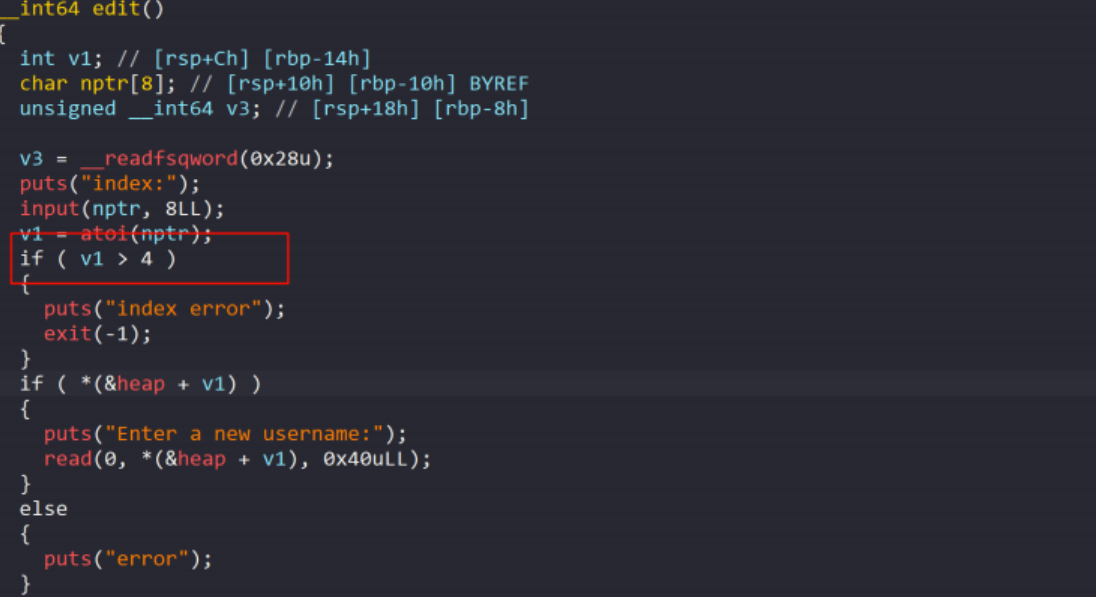 __int64 edit()
{
int v1; // [rsp+Ch] [rbp-14h]
char nptr[8]; // [rsp+10h] [rbp-10h] BYREF
unsigned __int64 v3; // [rsp+18h] [rbp-8h]
v3 = __readfsqword(0x28u);
puts("index:");
input(nptr, 8LL);
v1 = atoi(nptr);
if ( v1 > 4 )
{
puts("index error");
exit(-1);
}
if ( *(&heap + v1) )
{
puts("Enter a new username:");
read(0, *(&heap + v1), 0x40uLL);
}
else
{
puts("error");
}